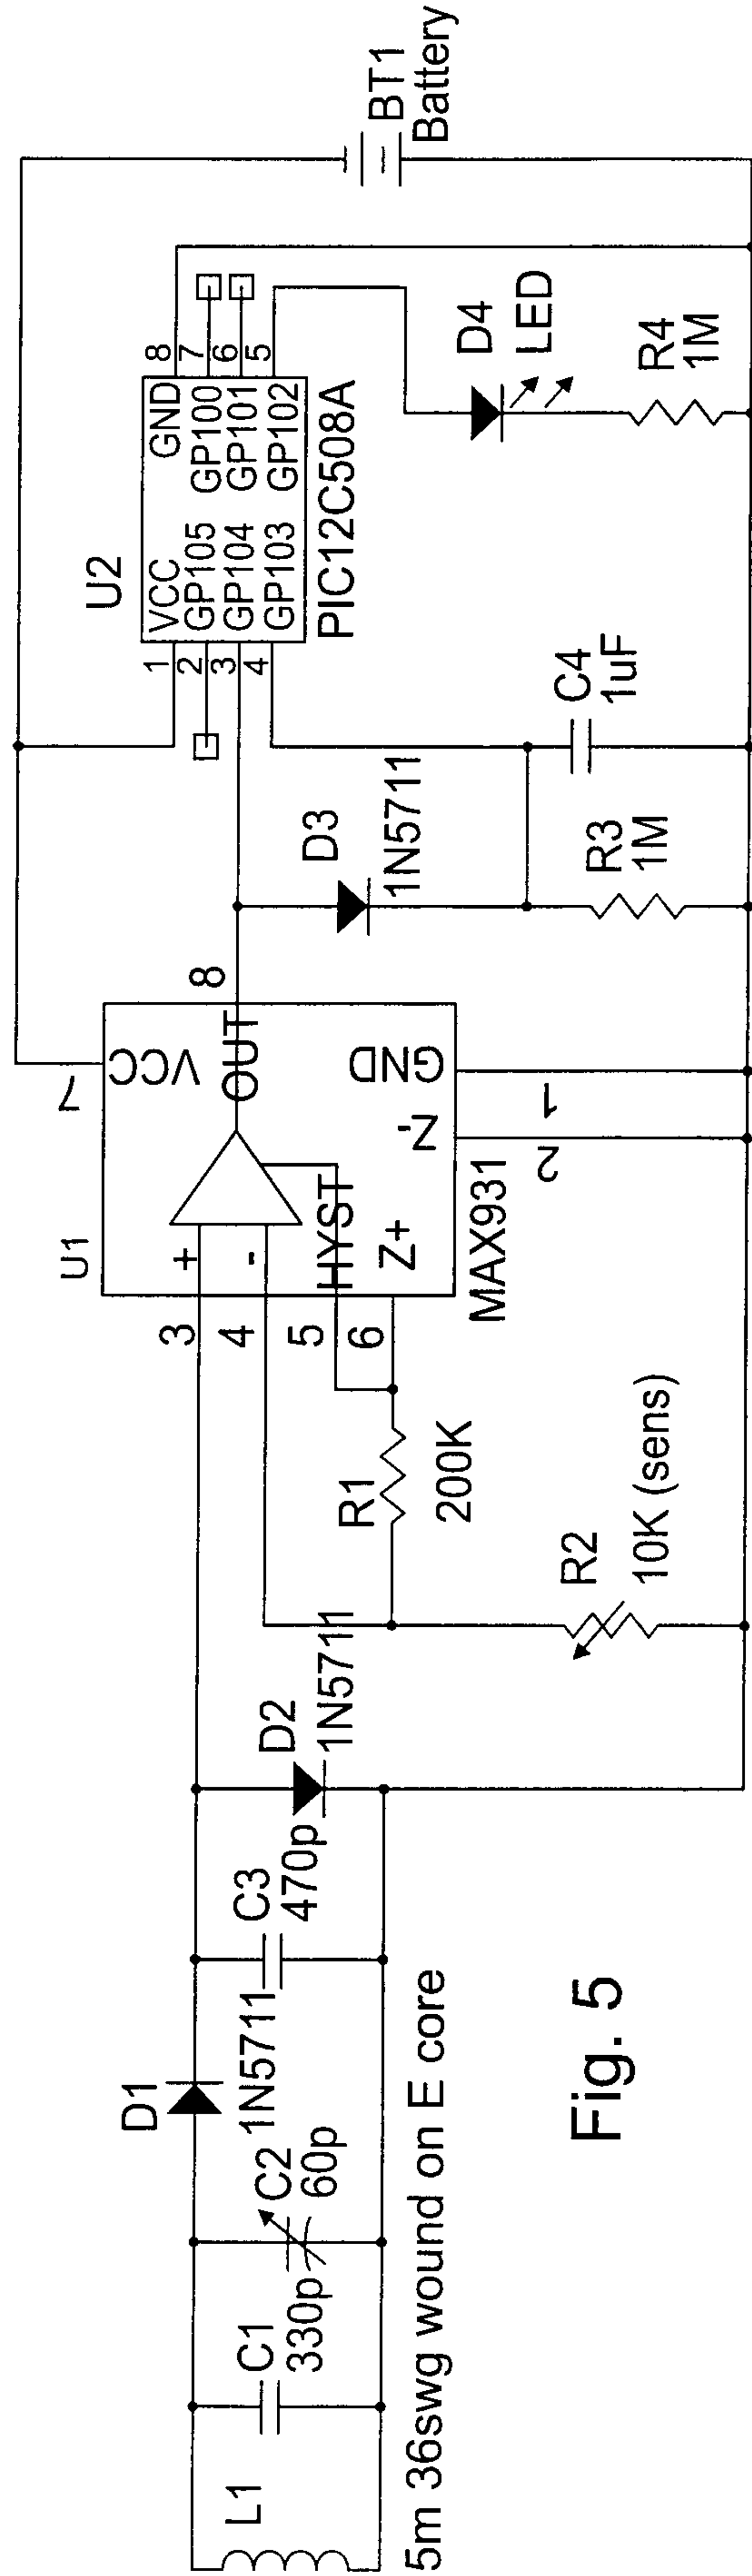 L1
C1
330p
C2
60p
5m 36swg wound on E core
D1
1N5711
C3
470p
D2
1N5711
R1
200K
R2
10K (sens)
U1
3
4
5
6
+
-
HYST
Z+
VCC
OUT
GND
Z-
7
8
1
2
MAX931
D3
1N5711
R3
1M
C4
1uF
U2
1
2
3
4
VCC
GP105
GP104
GP103
GND
GP100
GP101
GP102
8
7
6
5
PIC12C508A
D4
LED
R4
1M
BT1
Battery
Fig. 5